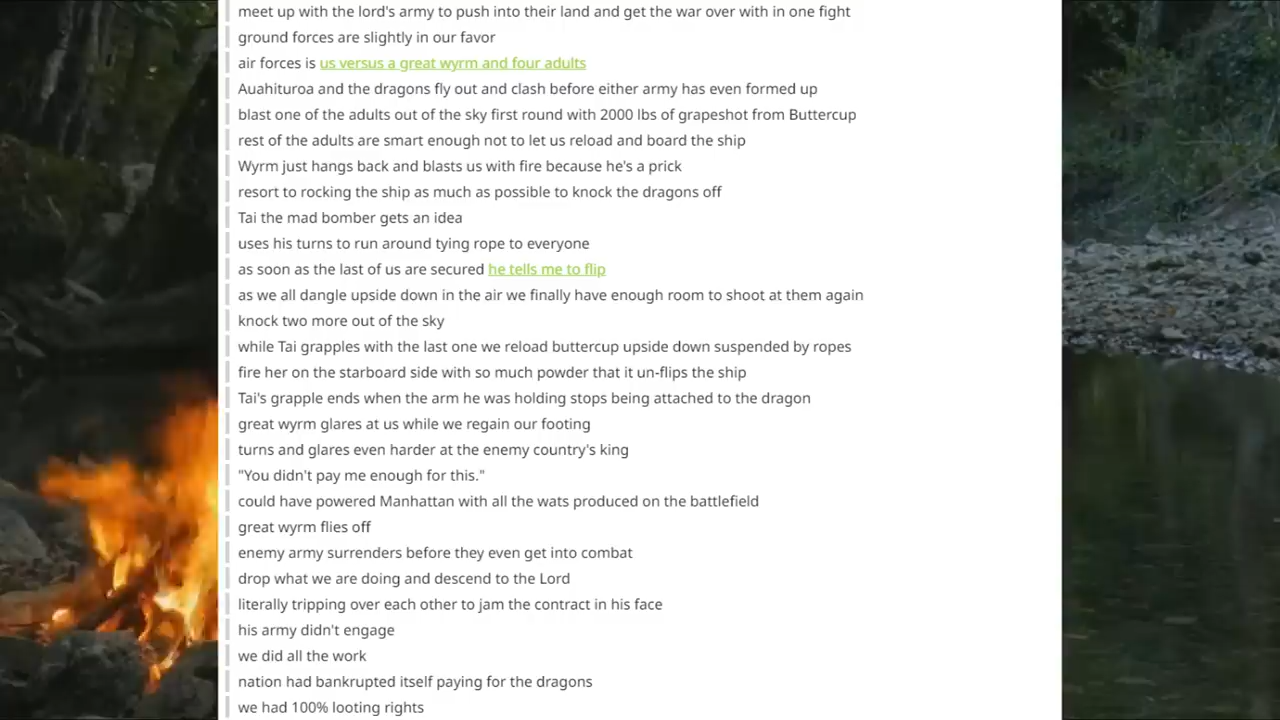 meet up with the lord's army to push into their land and get the war over with in one fight
ground forces are slightly in our favor
air forces is us versus a great wyrm and four adults
Auahituroa and the dragons fly out and clash before either army has even formed up
blast one of the adults out of the sky first round with 2000 lbs of grapeshot from Buttercup
rest of the adults are smart enough not to let us reload and board the ship
Wyrm just hangs back and blasts us with fire because he's a prick
resort to rocking the ship as much as possible to knock the dragons off
Tai the mad bomber gets an idea
uses his turns to run around tying rope to everyone
as soon as the last of us are secured he tells me to flip
as we all dangle upside down in the air we finally have enough room to shoot at them again
knock two more out of the sky
while Tai grapples with the last one we reload buttercup upside down suspended by ropes
fire her on the starboard side with so much powder that it un-flips the ship
Tai's grapple ends when the arm he was holding stops being attached to the dragon
great wyrm glares at us while we regain our footing
turns and glares even harder at the enemy country's king
"You didn't pay me enough for this."
could have powered Manhattan with all the wats produced on the battlefield
great wyrm flies off
enemy army surrenders before they even get into combat
drop what we are doing and descend to the Lord
literally tripping over each other to jam the contract in his face
his army didn't engage
we did all the work
nation had bankrupted itself paying for the dragons
we had 100% looting rights